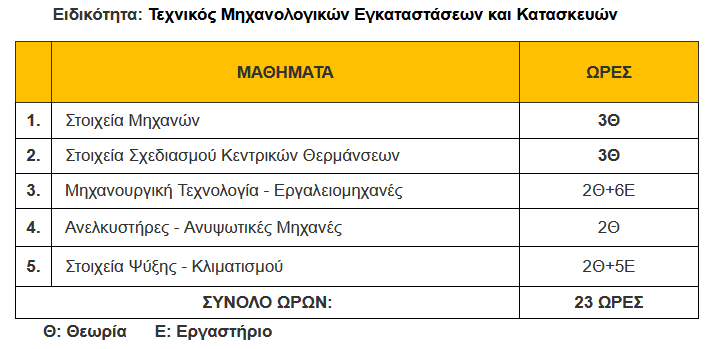 Ειδικότητα: Τεχνικός Μηχανολογικών Εγκαταστάσεων και Κατασκευών
ΜΑΘΗΜΑΤΑ ΩΡΕΣ
1. Στοιχεία Μηχανών 3Θ
2. Στοιχεία Σχεδιασμού Κεντρικών Θερμάνσεων 3Θ
3. Μηχανουργική Τεχνολογία - Εργαλειομηχανές 2Θ+6Ε
4. Ανελκυστήρες - Ανυψωτικές Μηχανές 2Θ
5. Στοιχεία Ψύξης - Κλιματισμού 2Θ+5Ε
ΣΥΝΟΛΟ ΩΡΩΝ: 23 ΩΡΕΣ
Θ: Θεωρία Ε: Εργαστήριο